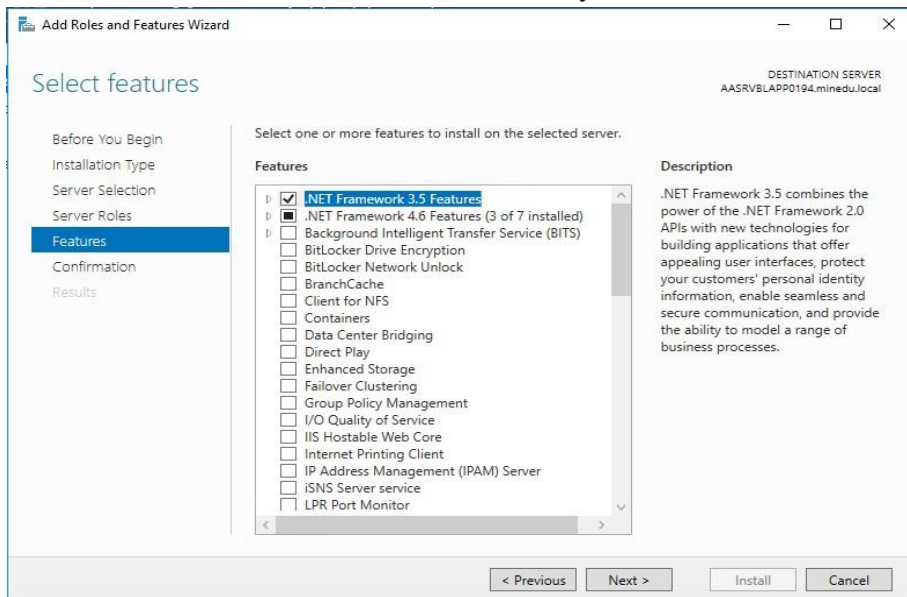 Add Roles and Features Wizard
Select features
DESTINATION SERVER
AASRVBLAPP0194.minedu.local
Before You Begin
Installation Type
Server Selection
Server Roles
Features
Confirmation
Results
Select one or more features to install on the selected server.
Features
.NET Framework 3.5 Features
.NET Framework 4.6 Features (3 of 7 installed)
Background Intelligent Transfer Service (BITS)
BitLocker Drive Encryption
BitLocker Network Unlock
BranchCache
Client for NFS
Containers
Data Center Bridging
Direct Play
Enhanced Storage
Failover Clustering
Group Policy Management
I/O Quality of Service
IIS Hostable Web Core
Internet Printing Client
IP Address Management (IPAM) Server
iSNS Server service
LPR Port Monitor
Description
.NET Framework 3.5 combines the
power of the .NET Framework 2.0
APIs with new technologies for
building applications that offer
appealing user interfaces, protect
your customers' personal identity
information, enable seamless and
secure communication, and provide
the ability to model a range of
business processes.
< Previous
Next >
Install
Cancel